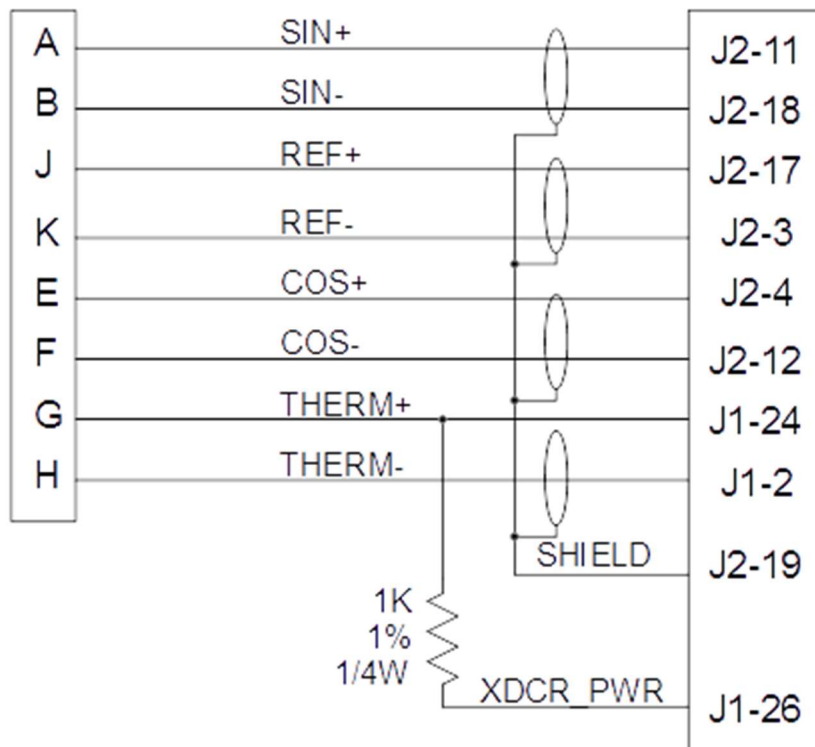 A SIN+ J2-11
B SIN- J2-18
J REF+ J2-17
K REF- J2-3
E COS+ J2-4
F COS- J2-12
G THERM+ J1-24
H THERM- J1-2
SHIELD J2-19
1K
1%
1/4W
XDCR_PWR J1-26